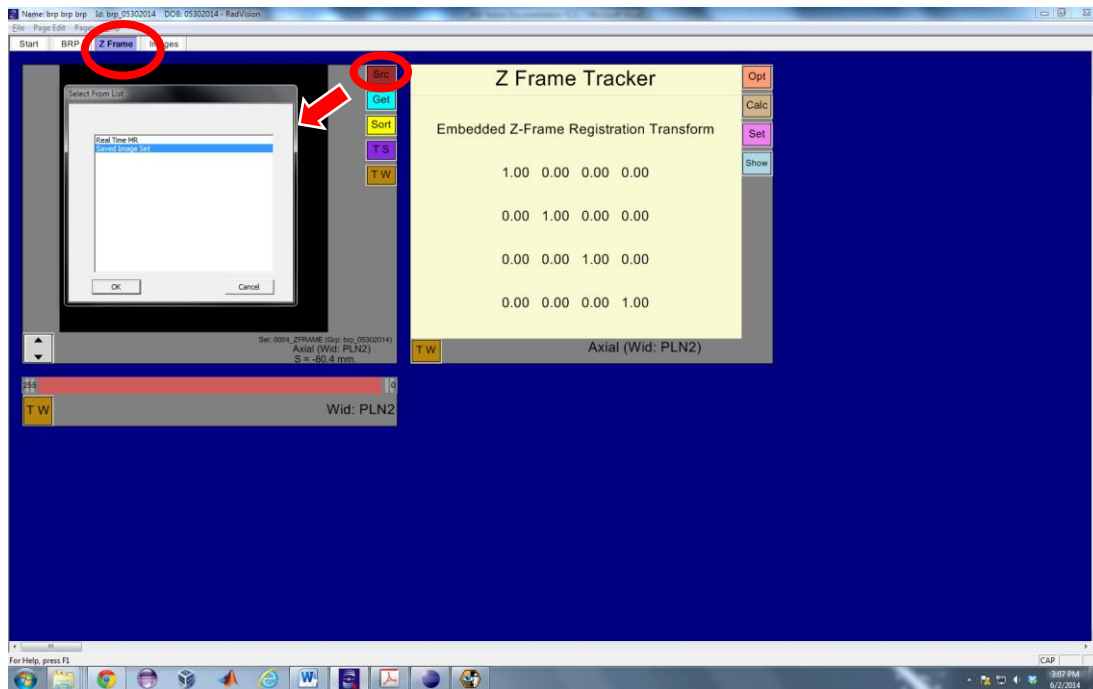 Name: brp brp brp Id: brp_05302014 DOB: 05302014 - RadVision
File Page Edit
Start BRP Z Frame Images
Src
Get
Sort
T S
T W
Select From List
Real Time MR
Saved Image Set
OK Cancel
Set: 0004_ZFRAME (Grp: brp_05302014)
Axial (Wid: PLN2)
S = -80.4 mm.
255 0
T W Wid: PLN2
Z Frame Tracker
Embedded Z-Frame Registration Transform
1.00 0.00 0.00 0.00
0.00 1.00 0.00 0.00
0.00 0.00 1.00 0.00
0.00 0.00 0.00 1.00
Opt
Calc
Set
Show
T W Axial (Wid: PLN2)
For Help, press F1 CAP
3:07 PM
6/2/2014